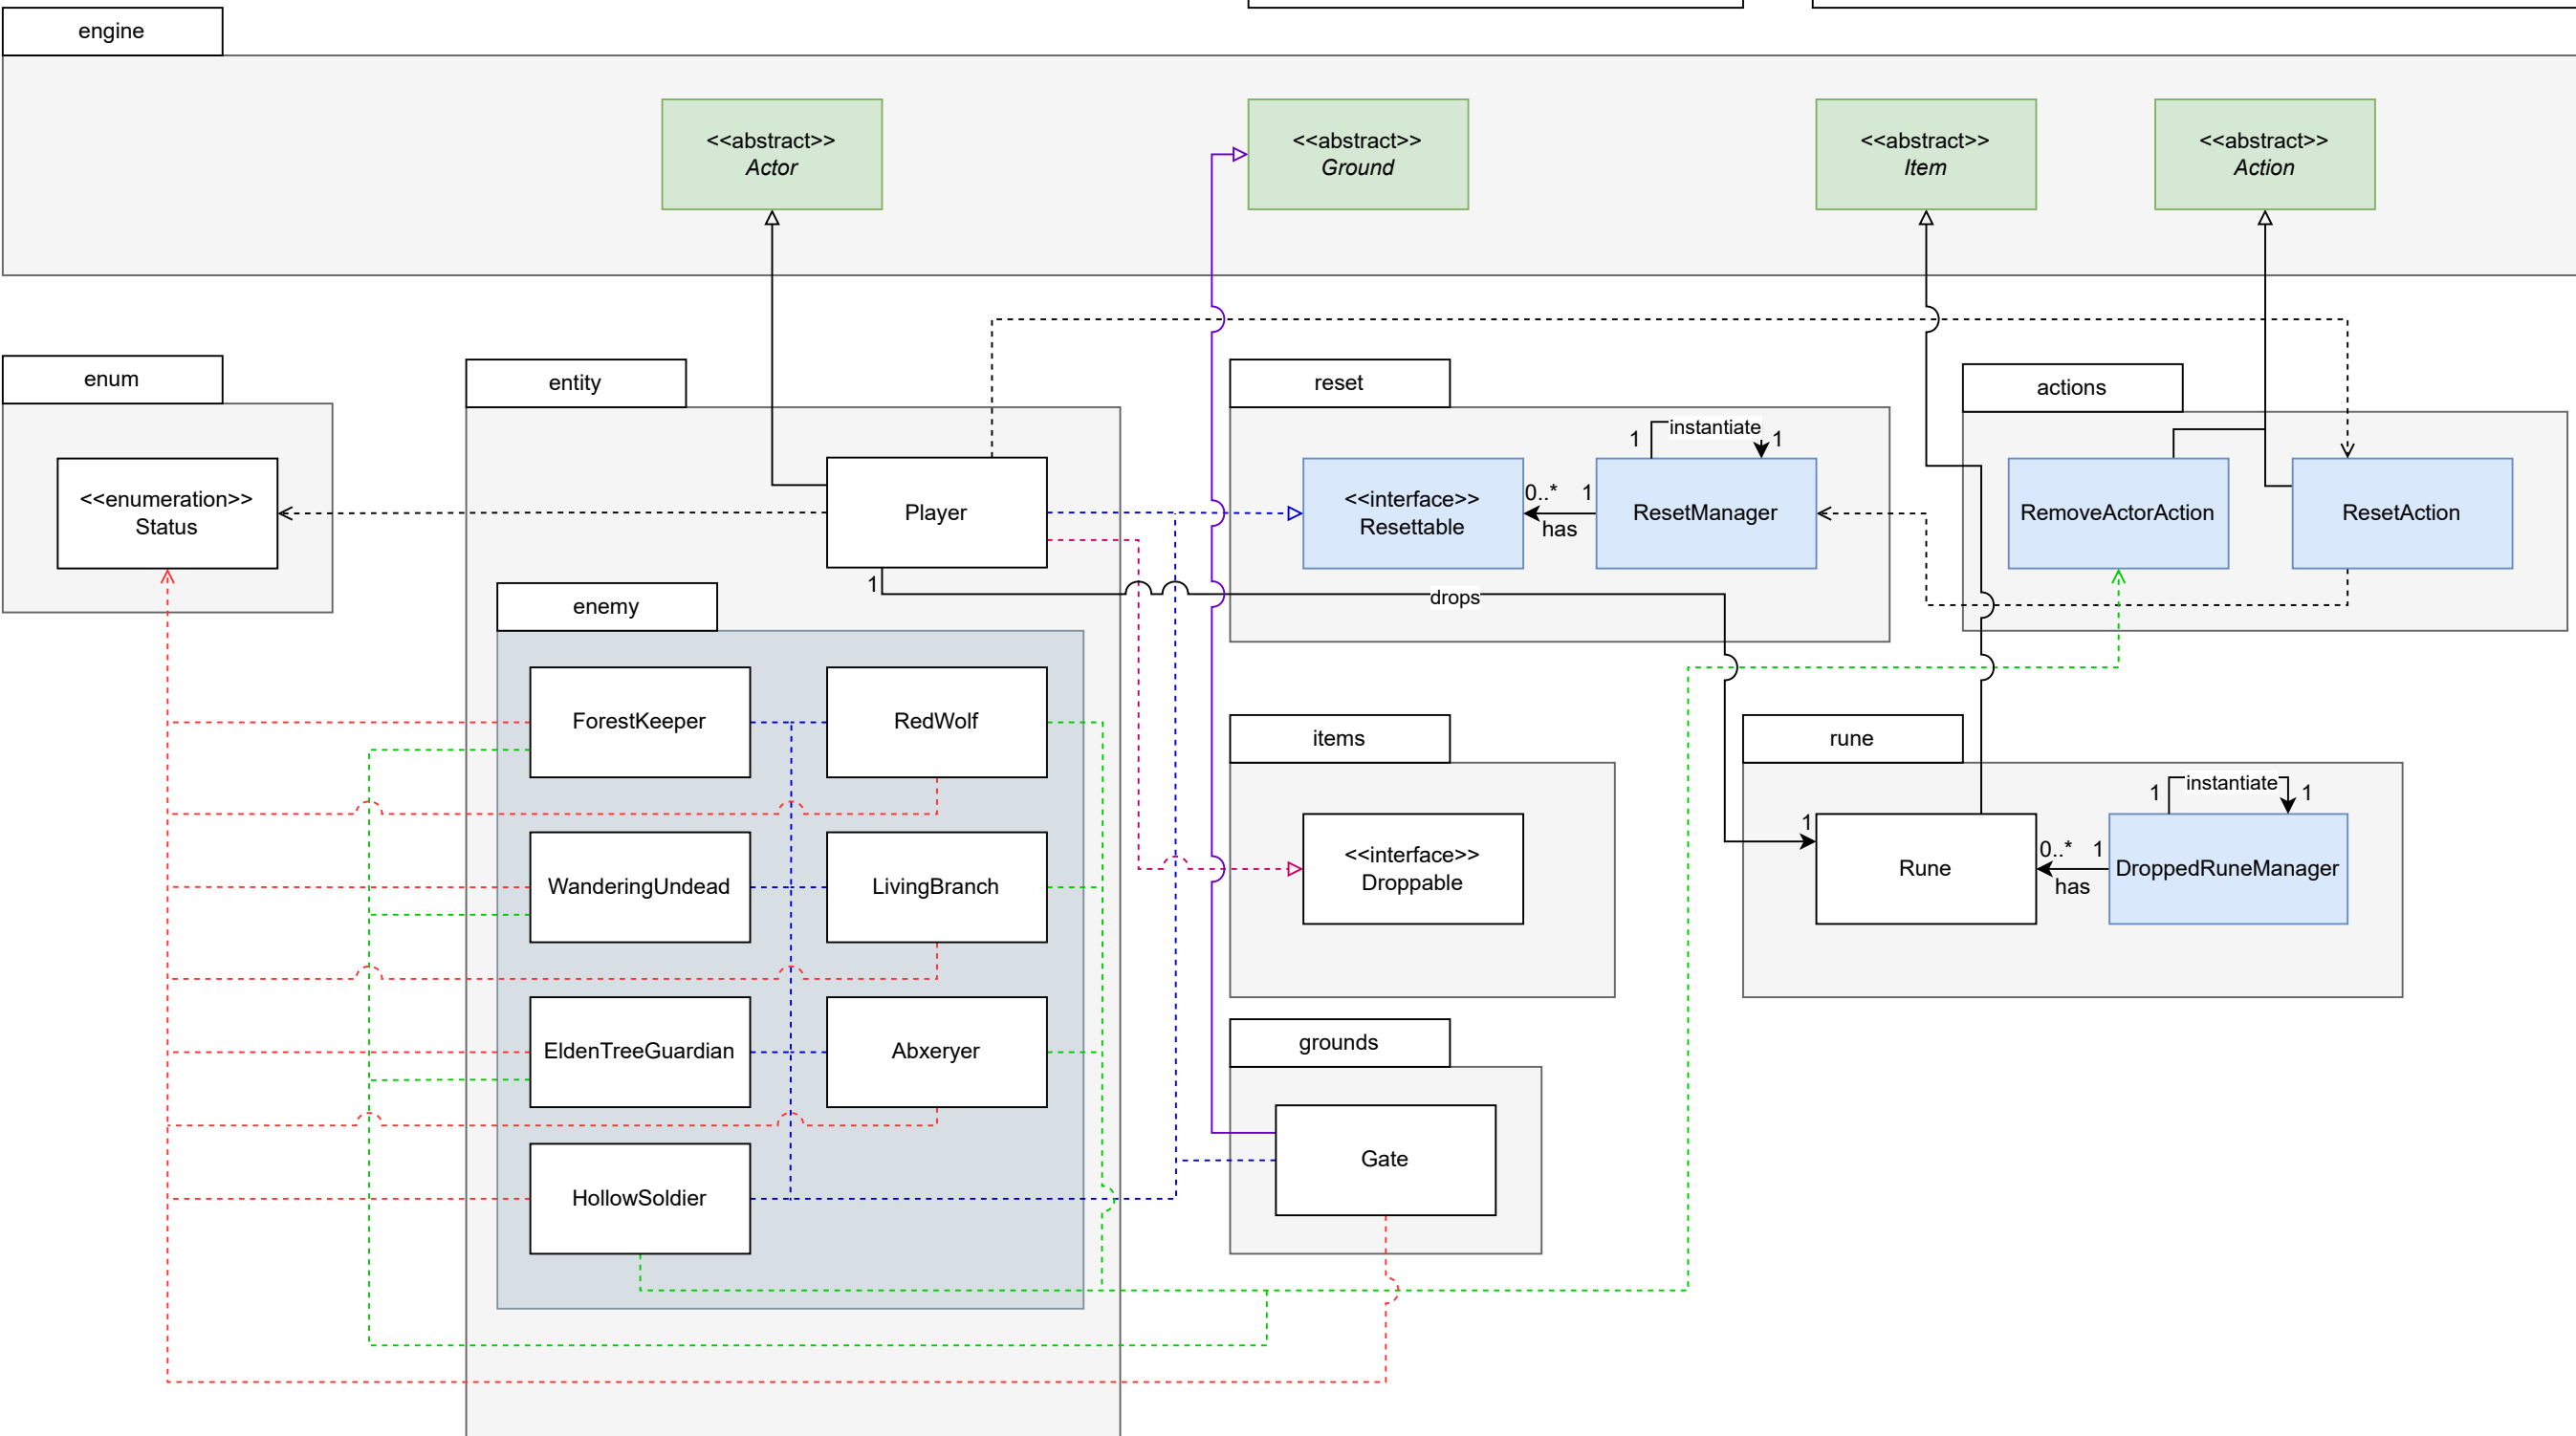 engine
<<abstract>>
Actor
<<abstract>>
Ground
<<abstract>>
Item
<<abstract>>
Action
enum
<<enumeration>>
Status
entity
Player
1
enemy
ForestKeeper
RedWolf
WanderingUndead
LivingBranch
EldenTreeGuardian
Abxeryer
HollowSoldier
reset
<<interface>>
Resettable
0..*
1
has
1
instantiate
1
ResetManager
drops
actions
RemoveActorAction
ResetAction
items
<<interface>>
Droppable
rune
1
Rune
0..*
1
has
1
instantiate
1
DroppedRuneManager
grounds
Gate